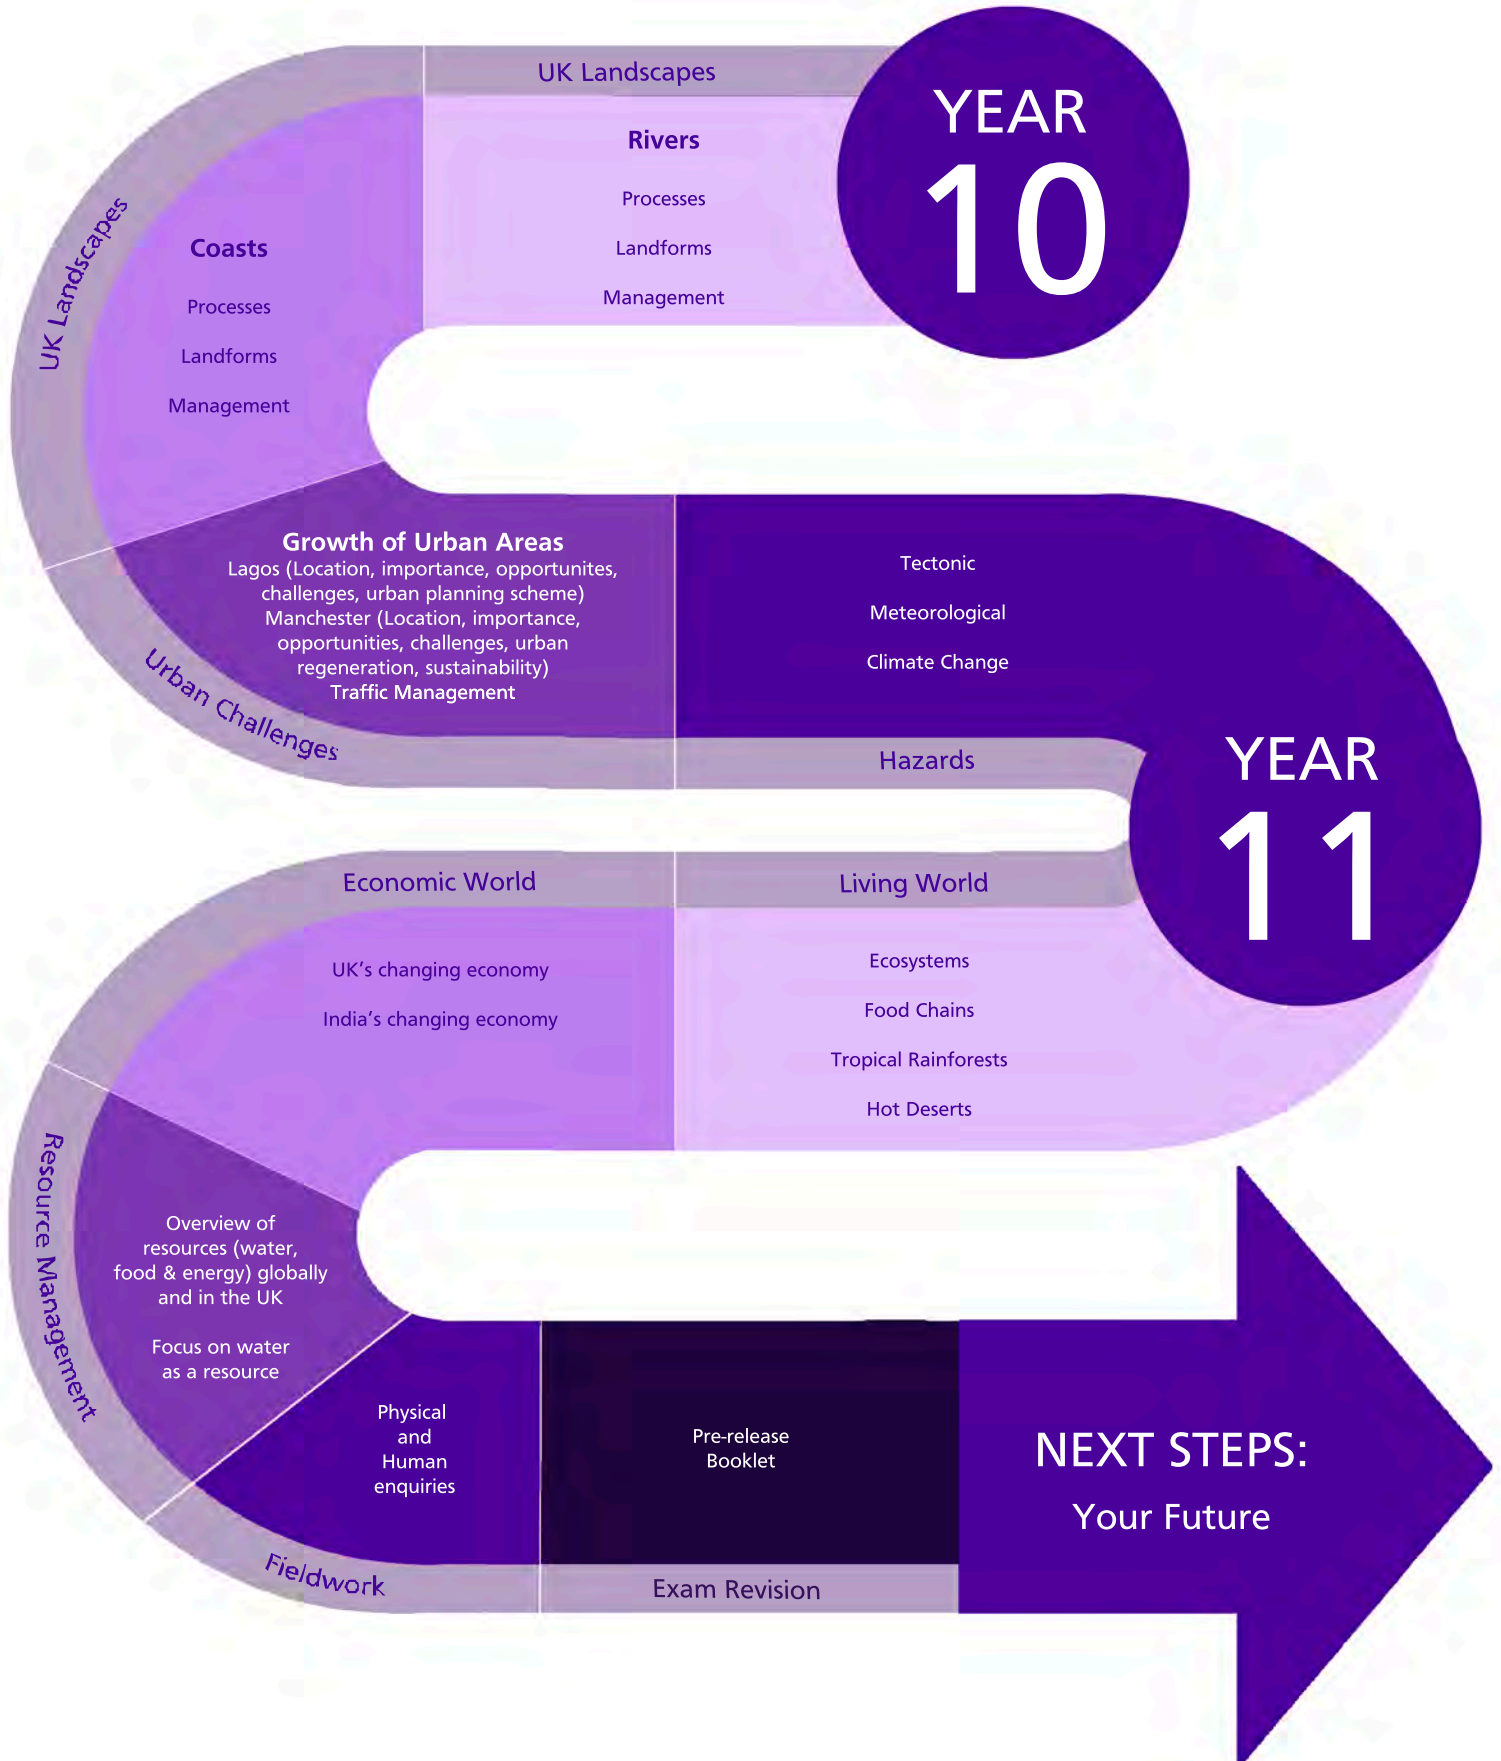 YEAR
10
UK Landscapes
Rivers
Processes
Landforms
Management
UK Landscapes
Coasts
Processes
Landforms
Management
Urban Challenges
Growth of Urban Areas
Lagos (Location, importance, opportunites,
challenges, urban planning scheme)
Manchester (Location, importance,
opportunities, challenges, urban
regeneration, sustainability)
Traffic Management
Tectonic
Meteorological
Climate Change
Hazards
YEAR
11
Living World
Ecosystems
Food Chains
Tropical Rainforests
Hot Deserts
Economic World
UK's changing economy
India's changing economy
Resource Management
Overview of
resources (water,
food & energy) globally
and in the UK
Focus on water
as a resource
Physical
and
Human
enquiries
Fieldwork
Pre-release
Booklet
Exam Revision
NEXT STEPS:
Your Future